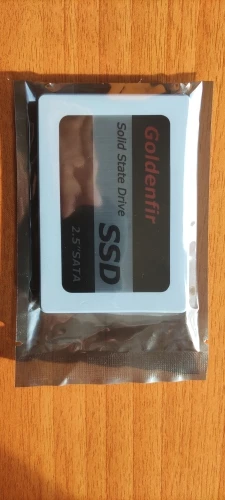 Goldenfir
Solid State Drive
SSD
2.5"SATA